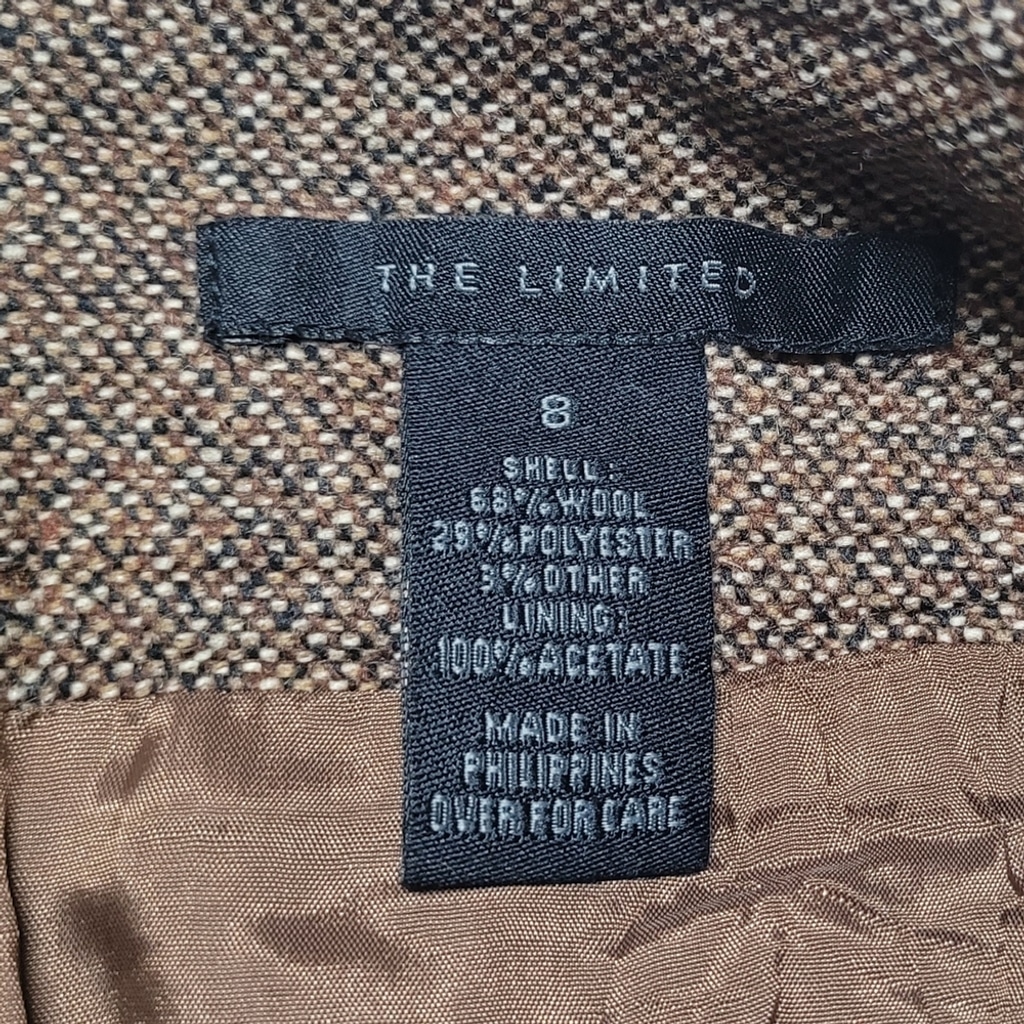 THE LIMITED
8
SHELL:
68%WOOL
29%POLYESTER
3%OTHER
LINING:
100%ACETATE
MADE IN
PHILIPPINES
OVER FOR CARE